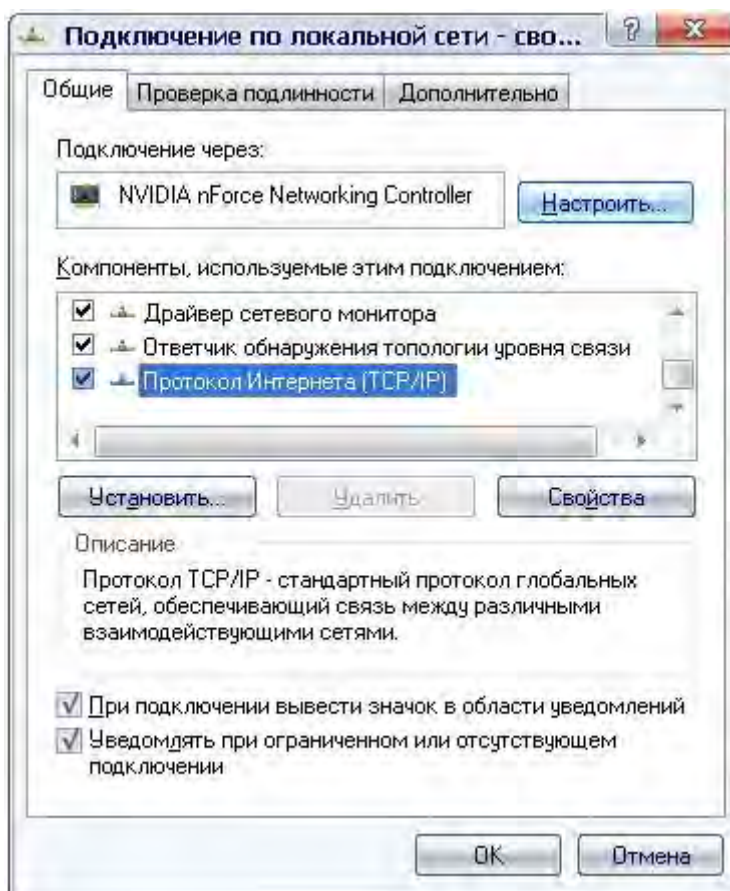 Подключение по локальной сети - сво...
Общие
Проверка подлинности
Дополнительно
Подключение через:
NVIDIA nForce Networking Controller
Настроить...
Компоненты, используемые этим подключением:
Драйвер сетевого монитора
Ответчик обнаружения топологии уровня связи
Протокол Интернета (TCP/IP)
Установить...
Удалить
Свойства
Описание
Протокол TCP/IP - стандартный протокол глобальных
сетей, обеспечивающий связь между различными
взаимодействующими сетями.
При подключении вывести значок в области уведомлений
Уведомлять при ограниченном или отсутствующем
подключении
OK
Отмена